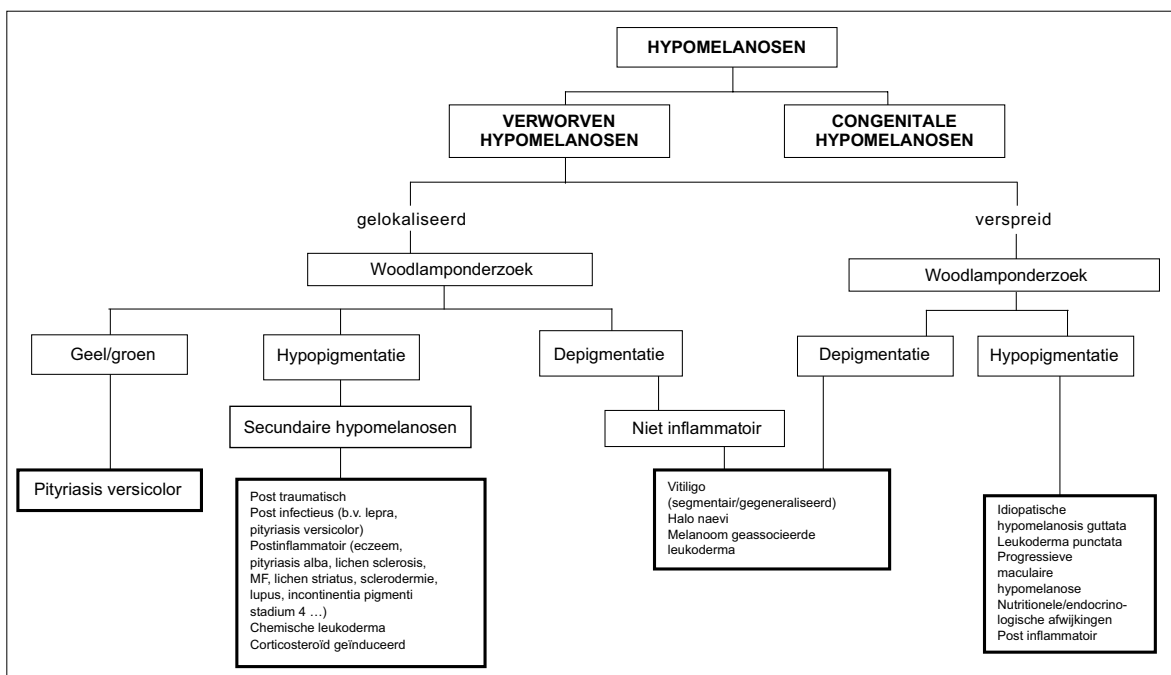 HYPOMELANOSEN
VERWORVEN
HYPOMELANOSEN
CONGENITALE
HYPOMELANOSEN
gelokaliseerd
verspreid
Woodlamponderzoek
Woodlamponderzoek
Geel/groen
Hypopigmentatie
Depigmentatie
Depigmentatie
Hypopigmentatie
Secundaire hypomelanosen
Niet inflammatoir
Pityriasis versicolor
Post traumatisch
Post infectieus (b.v. lepra,
pityriasis versicolor)
Postinflammatoir (eczeem,
pityriasis alba, lichen sclerosis,
MF, lichen striatus, sclerodermie,
lupus, incontinentia pigmenti
stadium 4 ...)
Chemische leukoderma
Corticosteroïd geïnduceerd
Vitiligo
(segmentair/gegeneraliseerd)
Halo naevi
Melanoom geassocieerde
leukoderma
Idiopatische
hypomelanosis guttata
Leukoderma punctata
Progressieve
maculaire
hypomelanose
Nutritionele/endocrino-
logische afwijkingen
Post inflammatoir